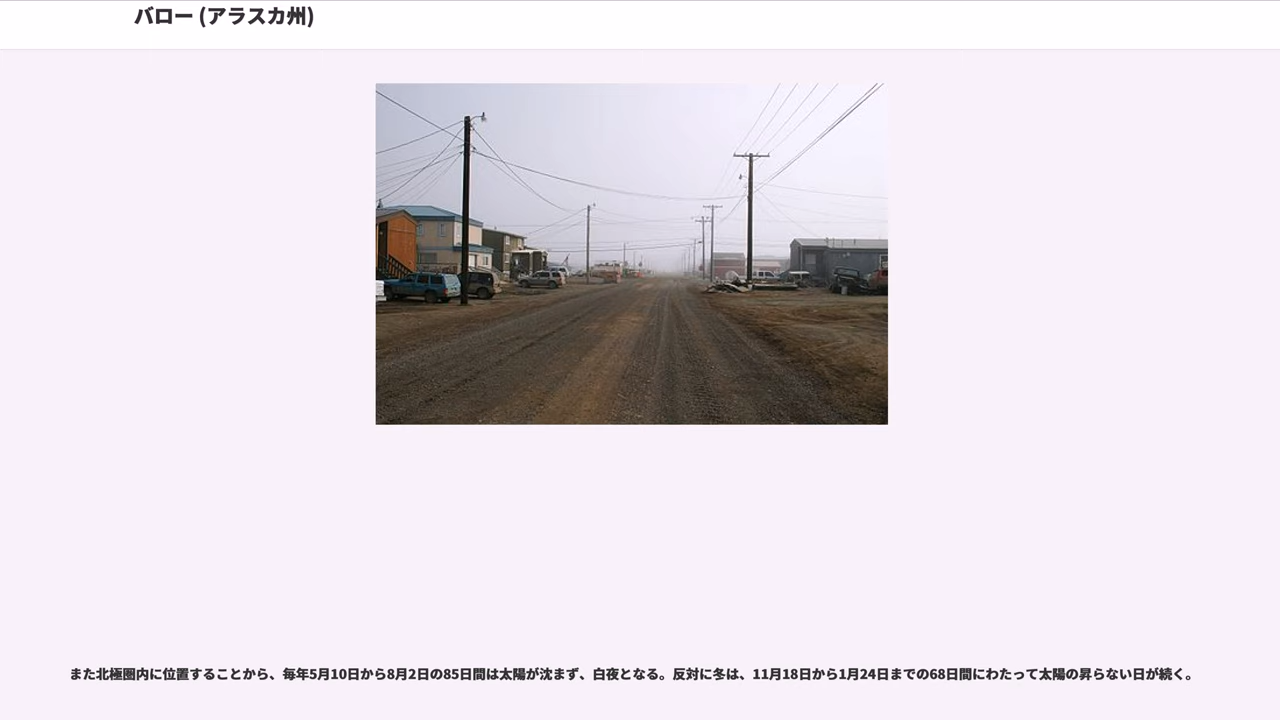 バロー (アラスカ州)
また北極圏内に位置することから、毎年5月10日から8月2日の85日間は太陽が沈まず、白夜となる。反対に冬は、11月18日から1月24日までの68日間にわたって太陽の昇らない日が続く。